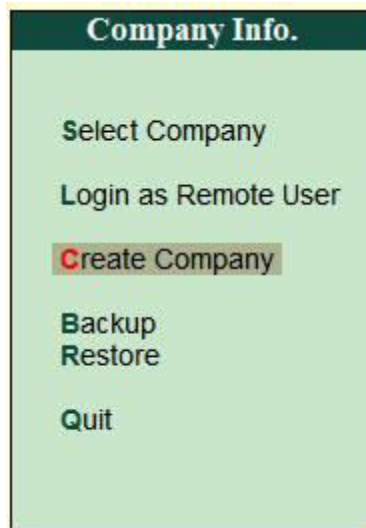 Company Info.
Select Company
Login as Remote User
Create Company
Backup
Restore
Quit